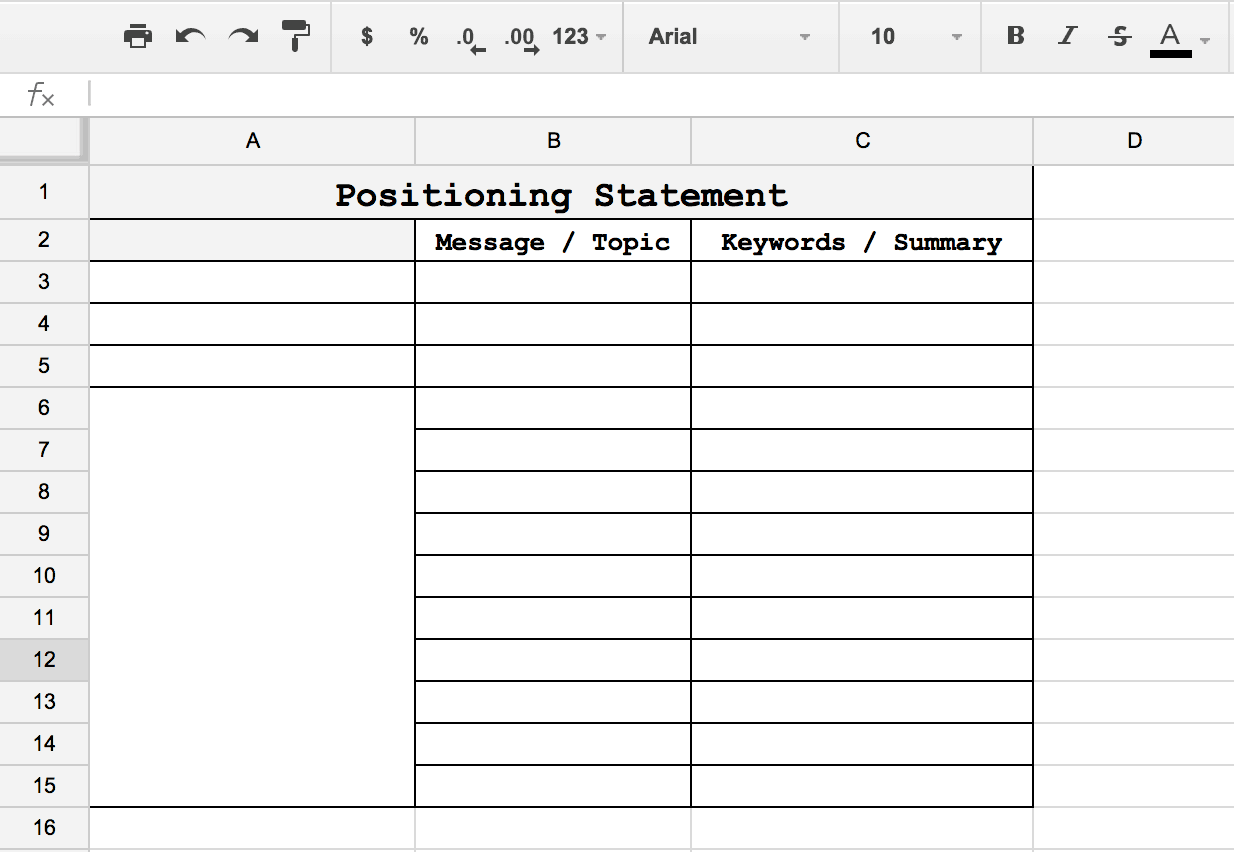 $ % .0 .00 123 Arial 10 B I S A
fx
A B C D
1 Positioning Statement
2 Message / Topic Keywords / Summary
3
4
5
6
7
8
9
10
11
12
13
14
15
16